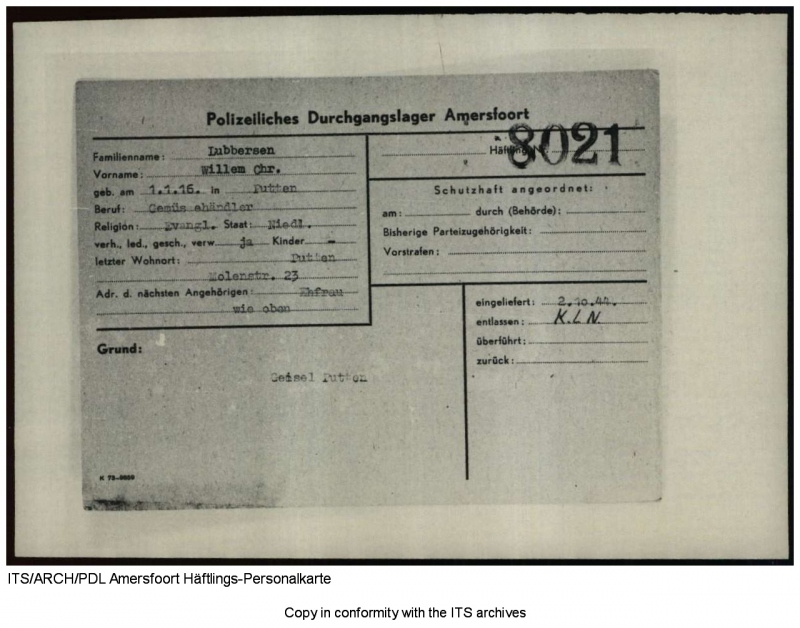 Polizeiliches Durchgangslager Amersfoort
Familienname: Lubbersen
Vorname: Willem Chr.
geb. am 1.1.16. in Putten
Beruf: Gemüsehändler
Religion: Evangl. Staat: Niedl.
verh., led., gesch., verw. ja Kinder -
letzter Wohnort: Putten
Molenstr. 23
Adr. d. nächsten Angehörigen: Ehfrau
wie oben
Häftling Nr. 8021
Schutzhaft angeordnet:
am: durch (Behörde):
Bisherige Parteizugehörigkeit:
Vorstrafen:
Grund:
Geisel Putten
eingeliefert: 2.10.44.
entlassen: K.L.N.
überführt:
zurück:
K 73-8889
ITS/ARCH/PDL Amersfoort Häftlings-Personalkarte
Copy in conformity with the ITS archives